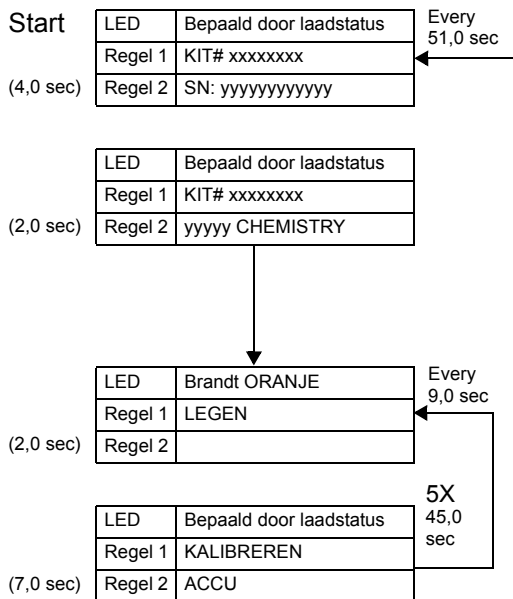 Start
LED Bepaald door laadstatus
Regel 1 KIT# xxxxxxxx
(4,0 sec) Regel 2 SN: yyyyyyyyyyyy
Every
51,0 sec
LED Bepaald door laadstatus
Regel 1 KIT# xxxxxxxx
(2,0 sec) Regel 2 yyyyy CHEMISTRY
LED Brandt ORANJE
Regel 1 LEGEN
(2,0 sec) Regel 2
Every
9,0 sec
5X
45,0
sec
LED Bepaald door laadstatus
Regel 1 KALIBREREN
(7,0 sec) Regel 2 ACCU